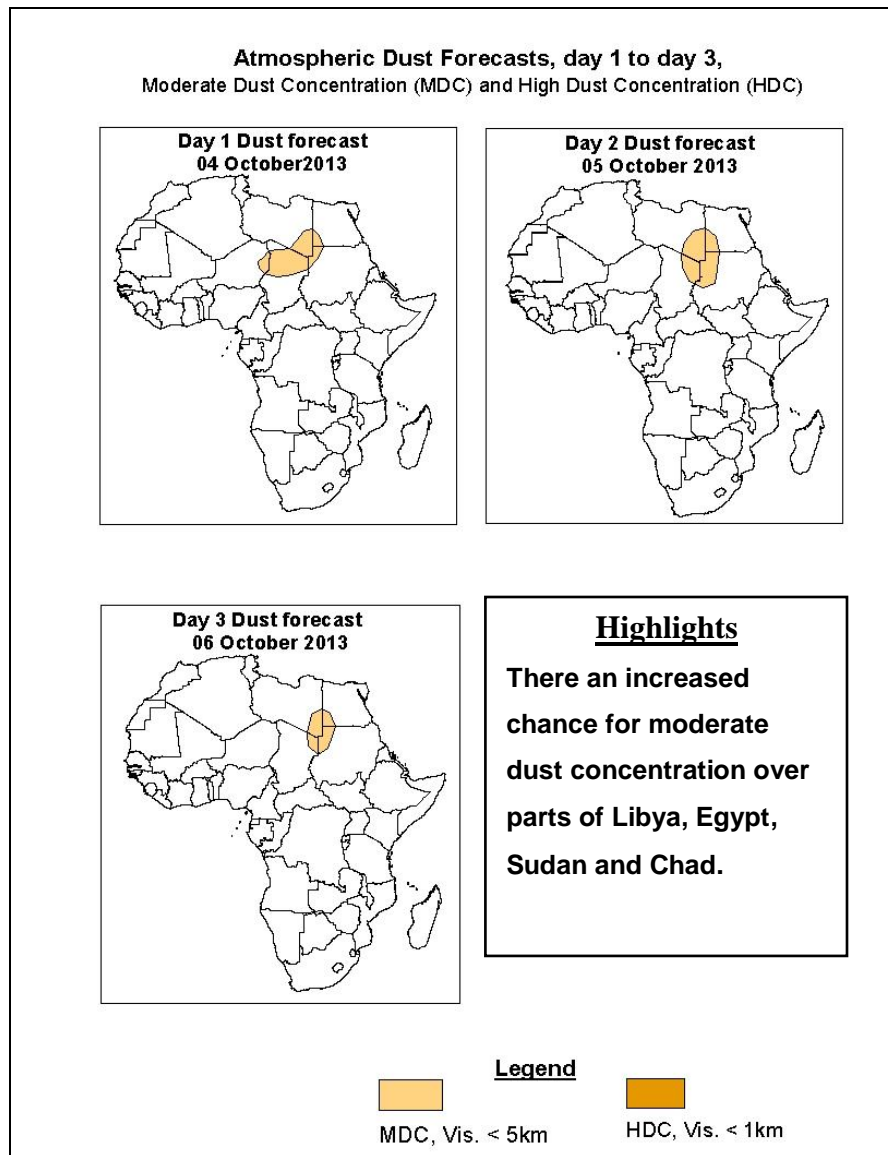 Atmospheric Dust Forecasts, day 1 to day 3,
Moderate Dust Concentration (MDC) and High Dust Concentration (HDC)
Day 1 Dust forecast
04 October2013
Day 2 Dust forecast
05 October 2013
Day 3 Dust forecast
06 October 2013
Highlights
There an increased
chance for moderate
dust concentration over
parts of Libya, Egypt,
Sudan and Chad.
Legend
MDC, Vis. < 5km
HDC, Vis. < 1km